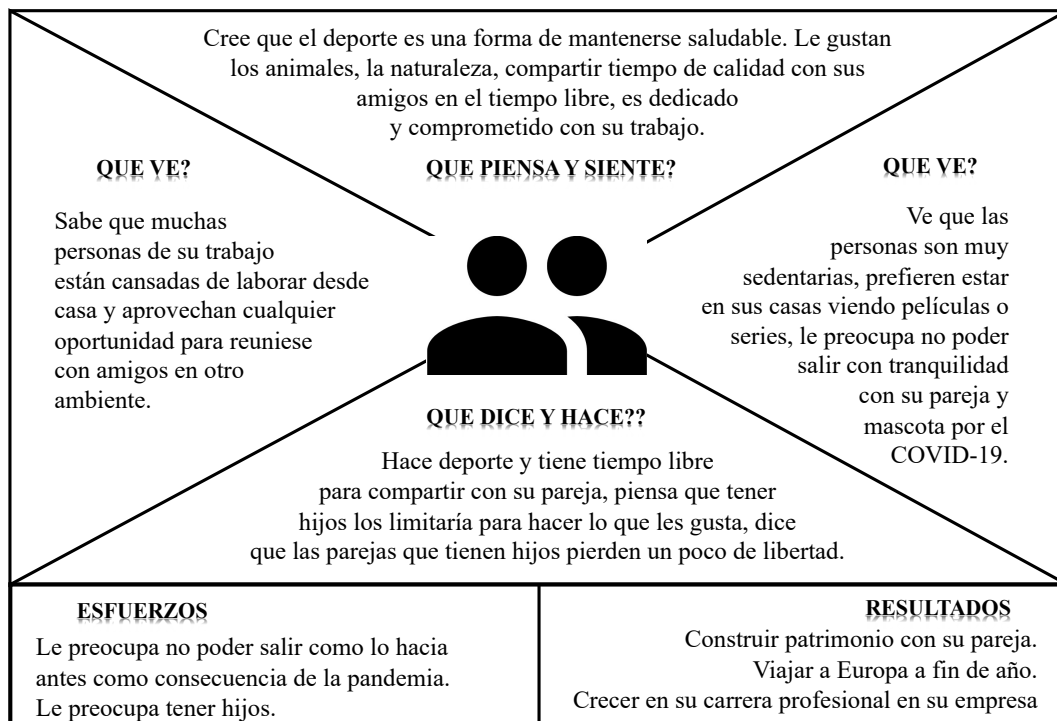 Cree que el deporte es una forma de mantenerse saludable. Le gustan
los animales, la naturaleza, compartir tiempo de calidad con sus
amigos en el tiempo libre, es dedicado
y comprometido con su trabajo.
QUE PIENSA Y SIENTE?
QUE VE?
Sabe que muchas
personas de su trabajo
están cansadas de laborar desde
casa y aprovechan cualquier
oportunidad para reuniese
con amigos en otro
ambiente.
QUE VE?
Ve que las
personas son muy
sedentarias, prefieren estar
en sus casas viendo películas o
series, le preocupa no poder
salir con tranquilidad
con su pareja y
mascota por el
COVID-19.
QUE DICE Y HACE??
Hace deporte y tiene tiempo libre
para compartir con su pareja, piensa que tener
hijos los limitaría para hacer lo que les gusta, dice
que las parejas que tienen hijos pierden un poco de libertad.
ESFUERZOS
Le preocupa no poder salir como lo hacia
antes como consecuencia de la pandemia.
Le preocupa tener hijos.
RESULTADOS
Construir patrimonio con su pareja.
Viajar a Europa a fin de año.
Crecer en su carrera profesional en su empresa